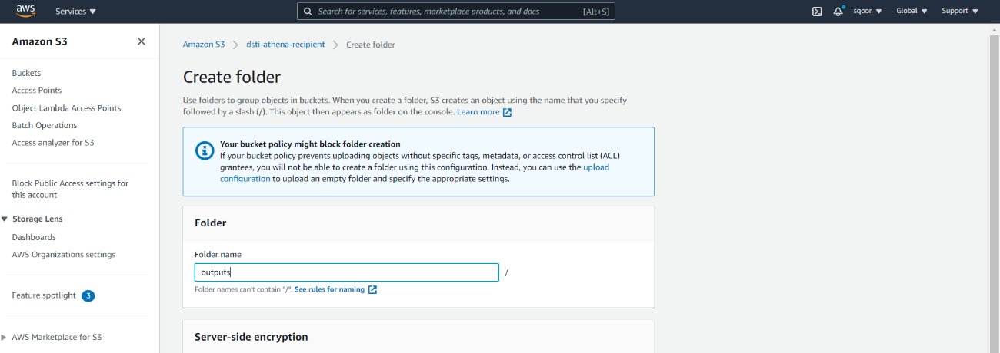 aws
Services ▼
Search for services, features, marketplace products, and docs
[Alt+S]
sqoor ▼
Global ▼
Support ▼
Amazon S3
Buckets
Access Points
Object Lambda Access Points
Batch Operations
Access analyzer for S3
Block Public Access settings for
this account
Storage Lens
Dashboards
AWS Organizations settings
Feature spotlight 3
AWS Marketplace for S3
Amazon S3 > dsti-athena-recipient > Create folder
Create folder
Use folders to group objects in buckets. When you create a folder, S3 creates an object using the name that you specify
followed by a slash (/). This object then appears as folder on the console. Learn more
Your bucket policy might block folder creation
If your bucket policy prevents uploading objects without specific tags, metadata, or access control list (ACL)
grantees, you will not be able to create a folder using this configuration. Instead, you can use the upload
configuration to upload an empty folder and specify the appropriate settings.
Folder
Folder name
outputs /
Folder names can't contain "/". See rules for naming
Server-side encryption